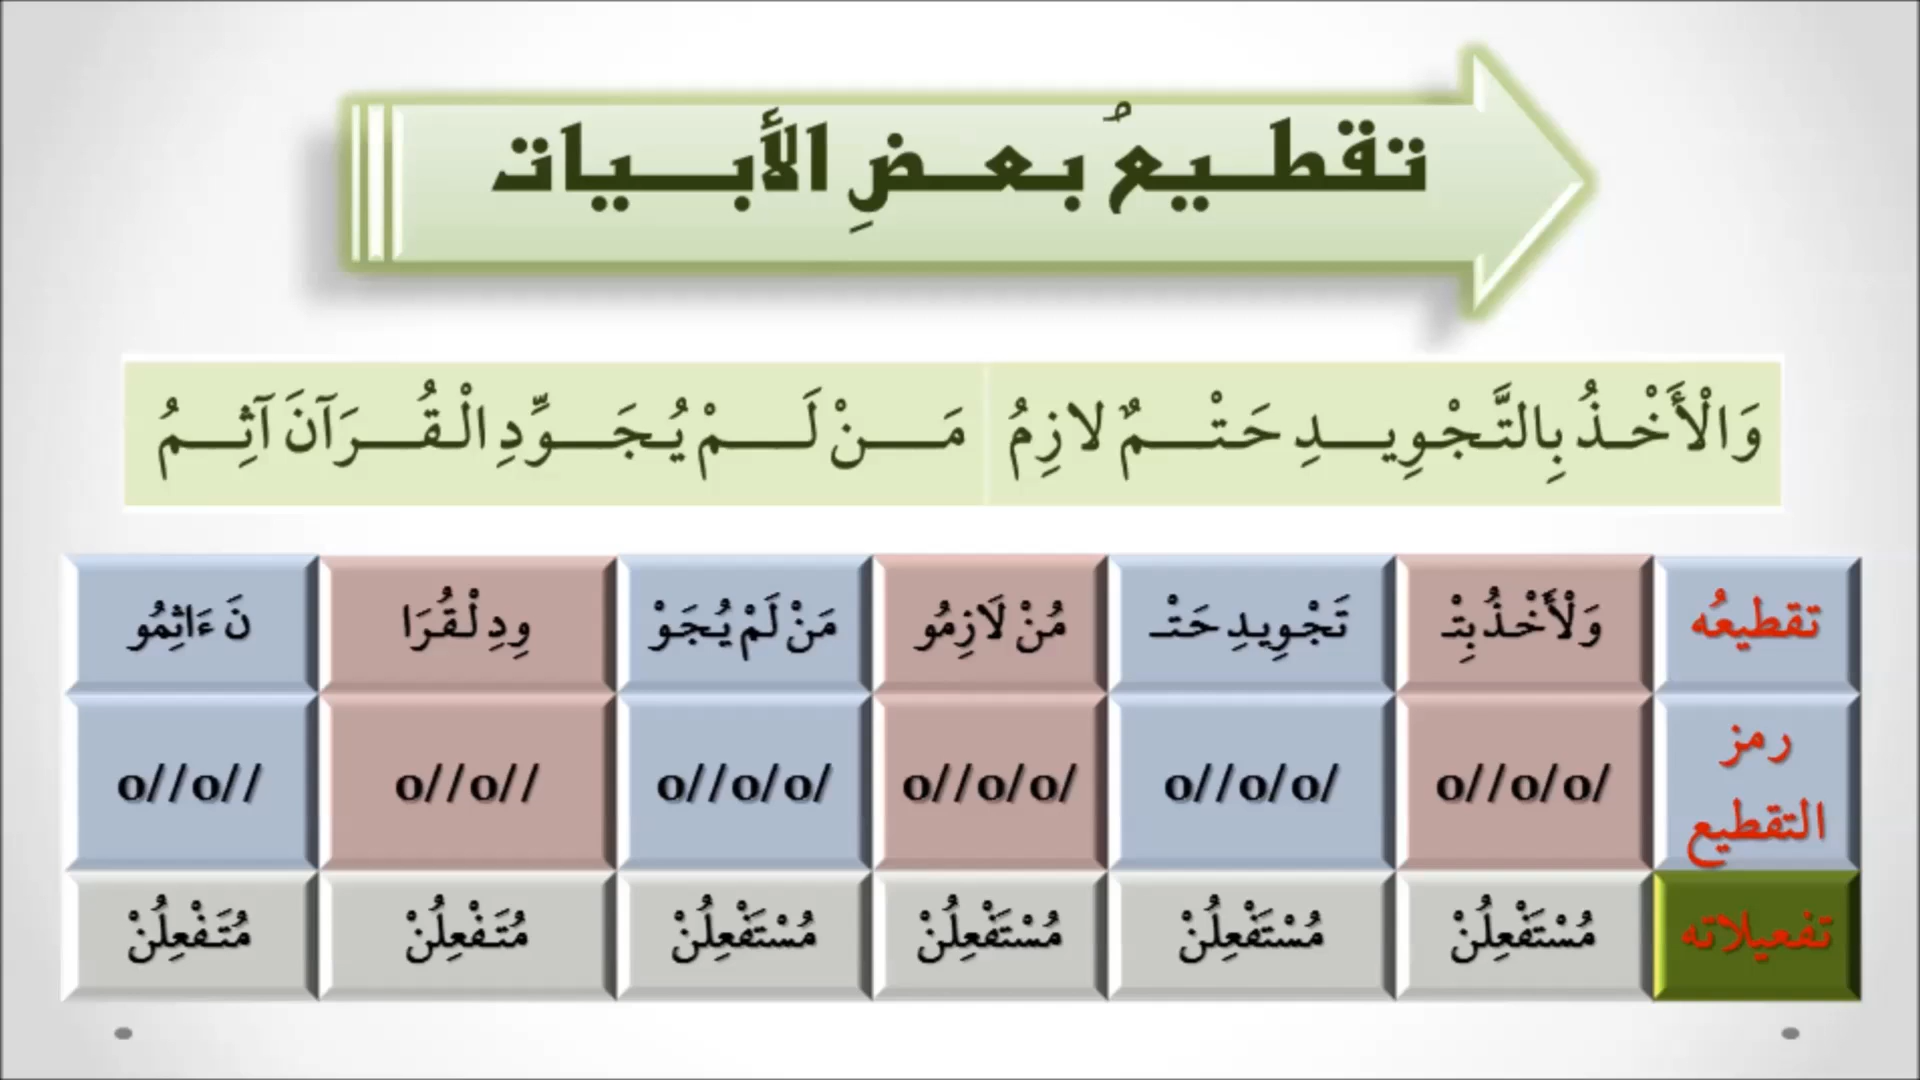 تقطيعُ بعضِ الأبيات
وَالْأَخْذُ بِالتَّجْوِيدِ حَتْمٌ لازِمُ مَنْ لَمْ يُجَوِّدِ الْقُرَآنَ آثِمُ
تقطيعُه وَلْأَخْذُ بِتْـ تَجْوِيدِ حَتْـ مُنْ لَازِمُو مَنْ لَمْ يُجَوْ وِدِ لْقُرَا نَ ءَاثِمُو
رمز التقطيع /o/o//o /o/o//o /o/o//o /o/o//o //o//o //o//o
تفعيلاته مُسْتَفْعِلُنْ مُسْتَفْعِلُنْ مُسْتَفْعِلُنْ مُسْتَفْعِلُنْ مُتَفْعِلُنْ مُتَفْعِلُنْ